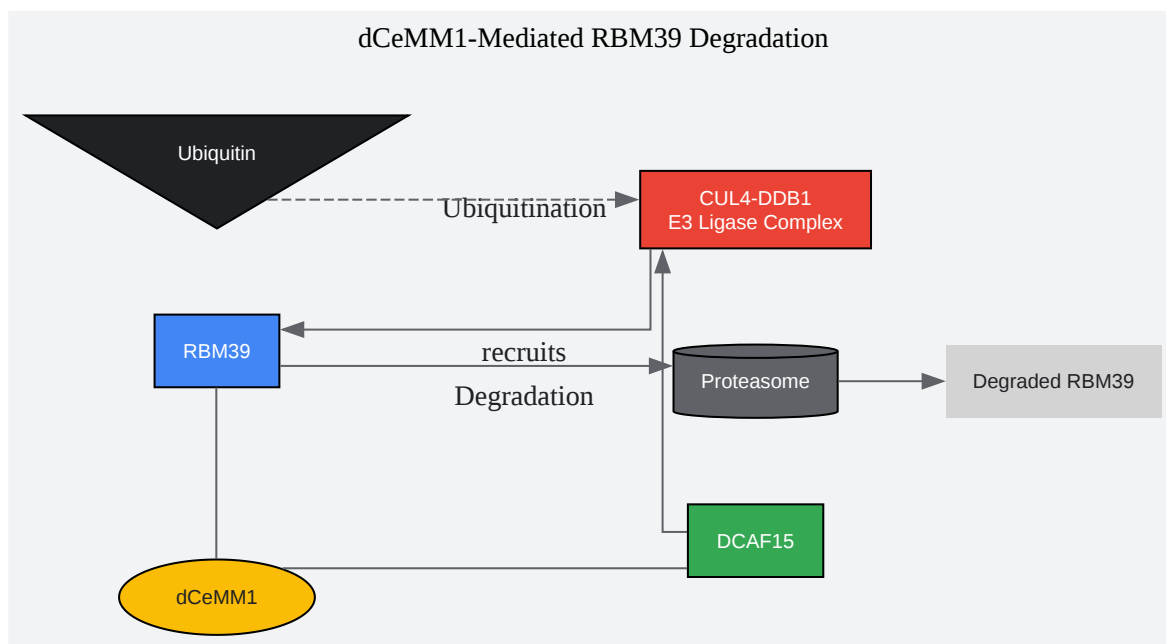 dCeMM1-Mediated RBM39 Degradation
Ubiquitin
Ubiquitination
CUL4-DDB1
E3 Ligase Complex
RBM39
recruits
Degradation
Proteasome
Degraded RBM39
DCAF15
dCeMM1